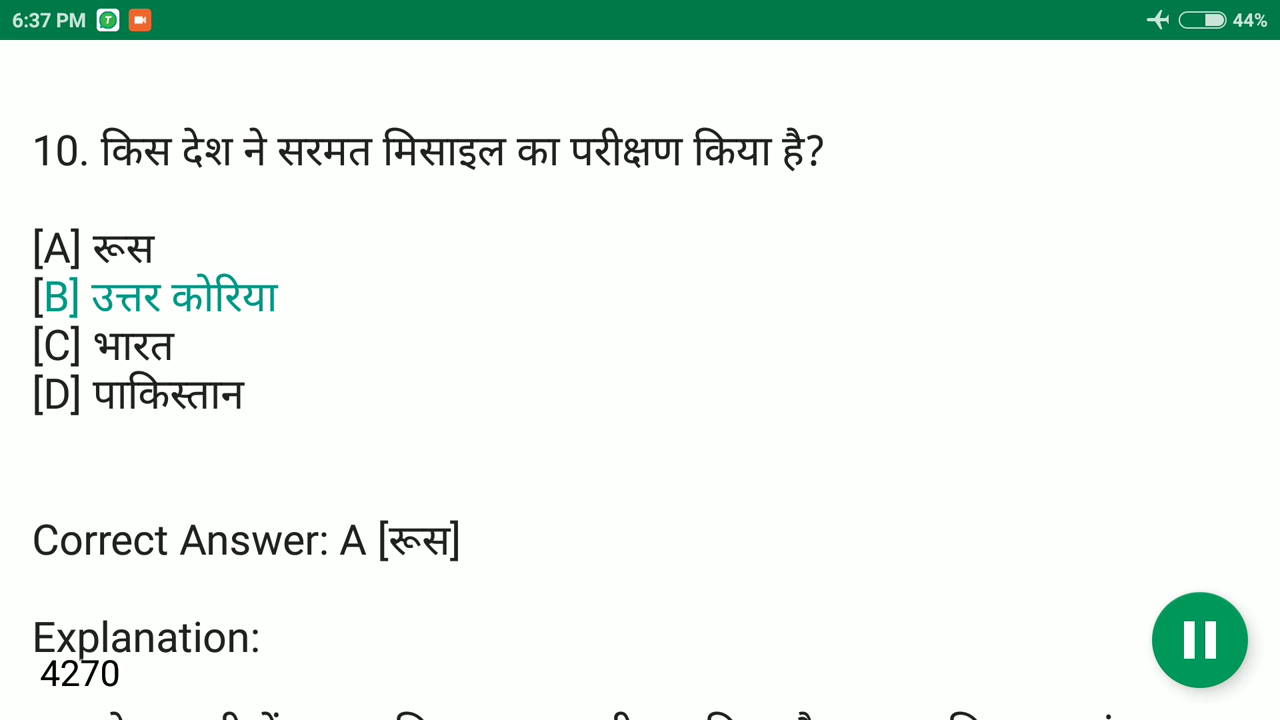 6:37 PM 44%
10. किस देश ने सरमत मिसाइल का परीक्षण किया है?
[A] रूस
[B] उत्तर कोरिया
[C] भारत
[D] पाकिस्तान
Correct Answer: A [रूस]
Explanation:
4270